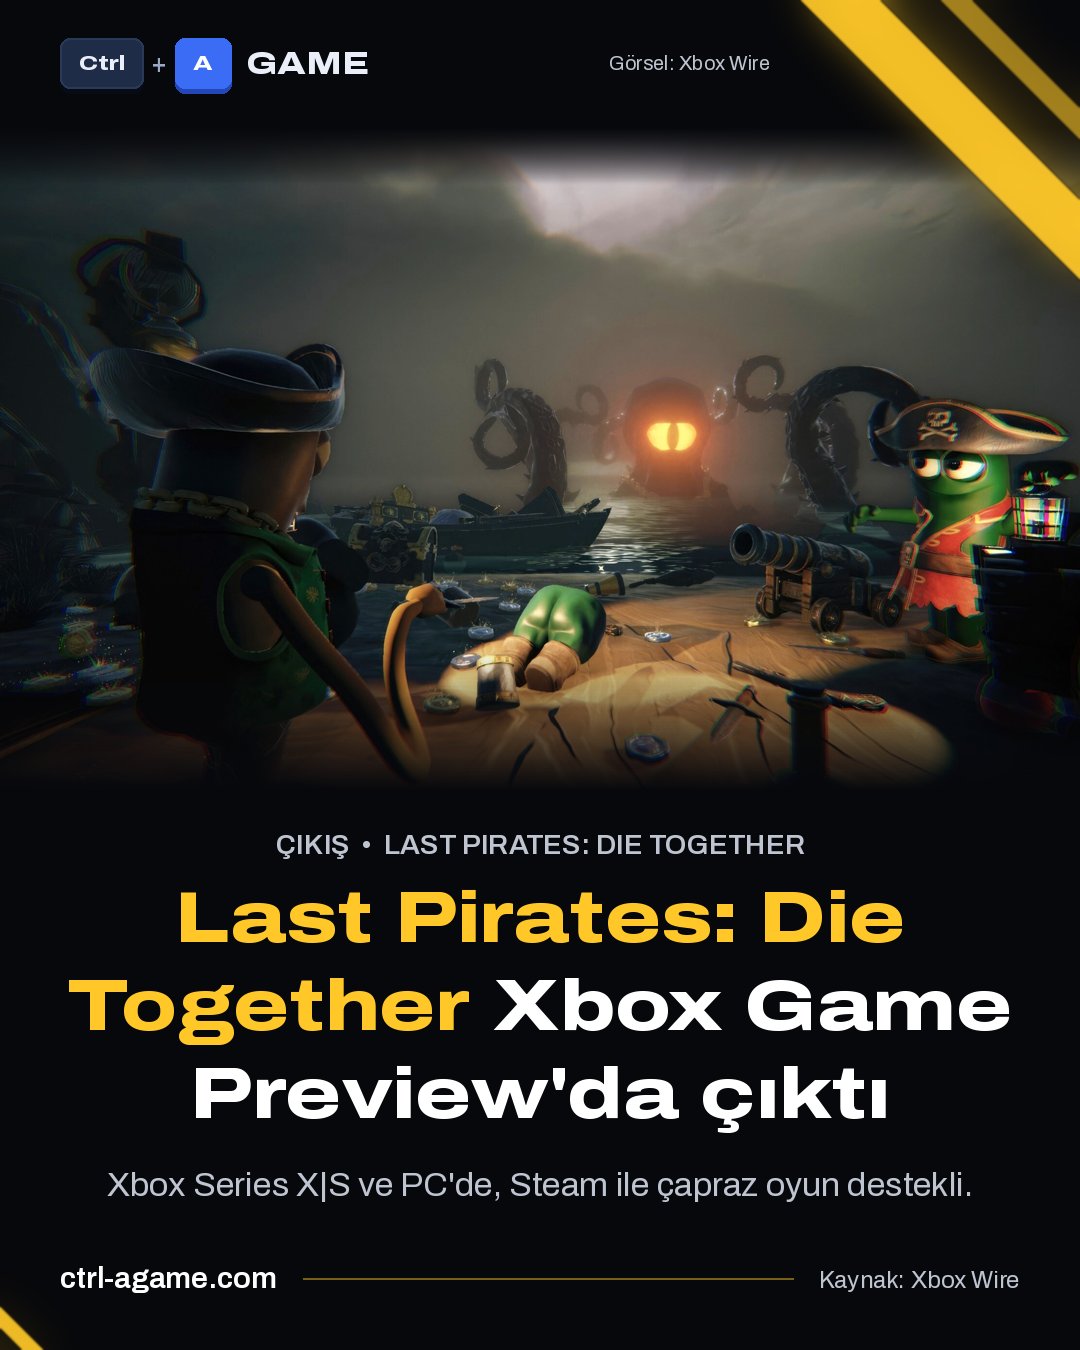 Ctrl + A GAME
Görsel: Xbox Wire
ÇIKIŞ • LAST PIRATES: DIE TOGETHER
Last Pirates: Die
Together Xbox Game
Preview'da çıktı
Xbox Series X|S ve PC'de, Steam ile çapraz oyun destekli.
ctrl-agame.com
Kaynak: Xbox Wire